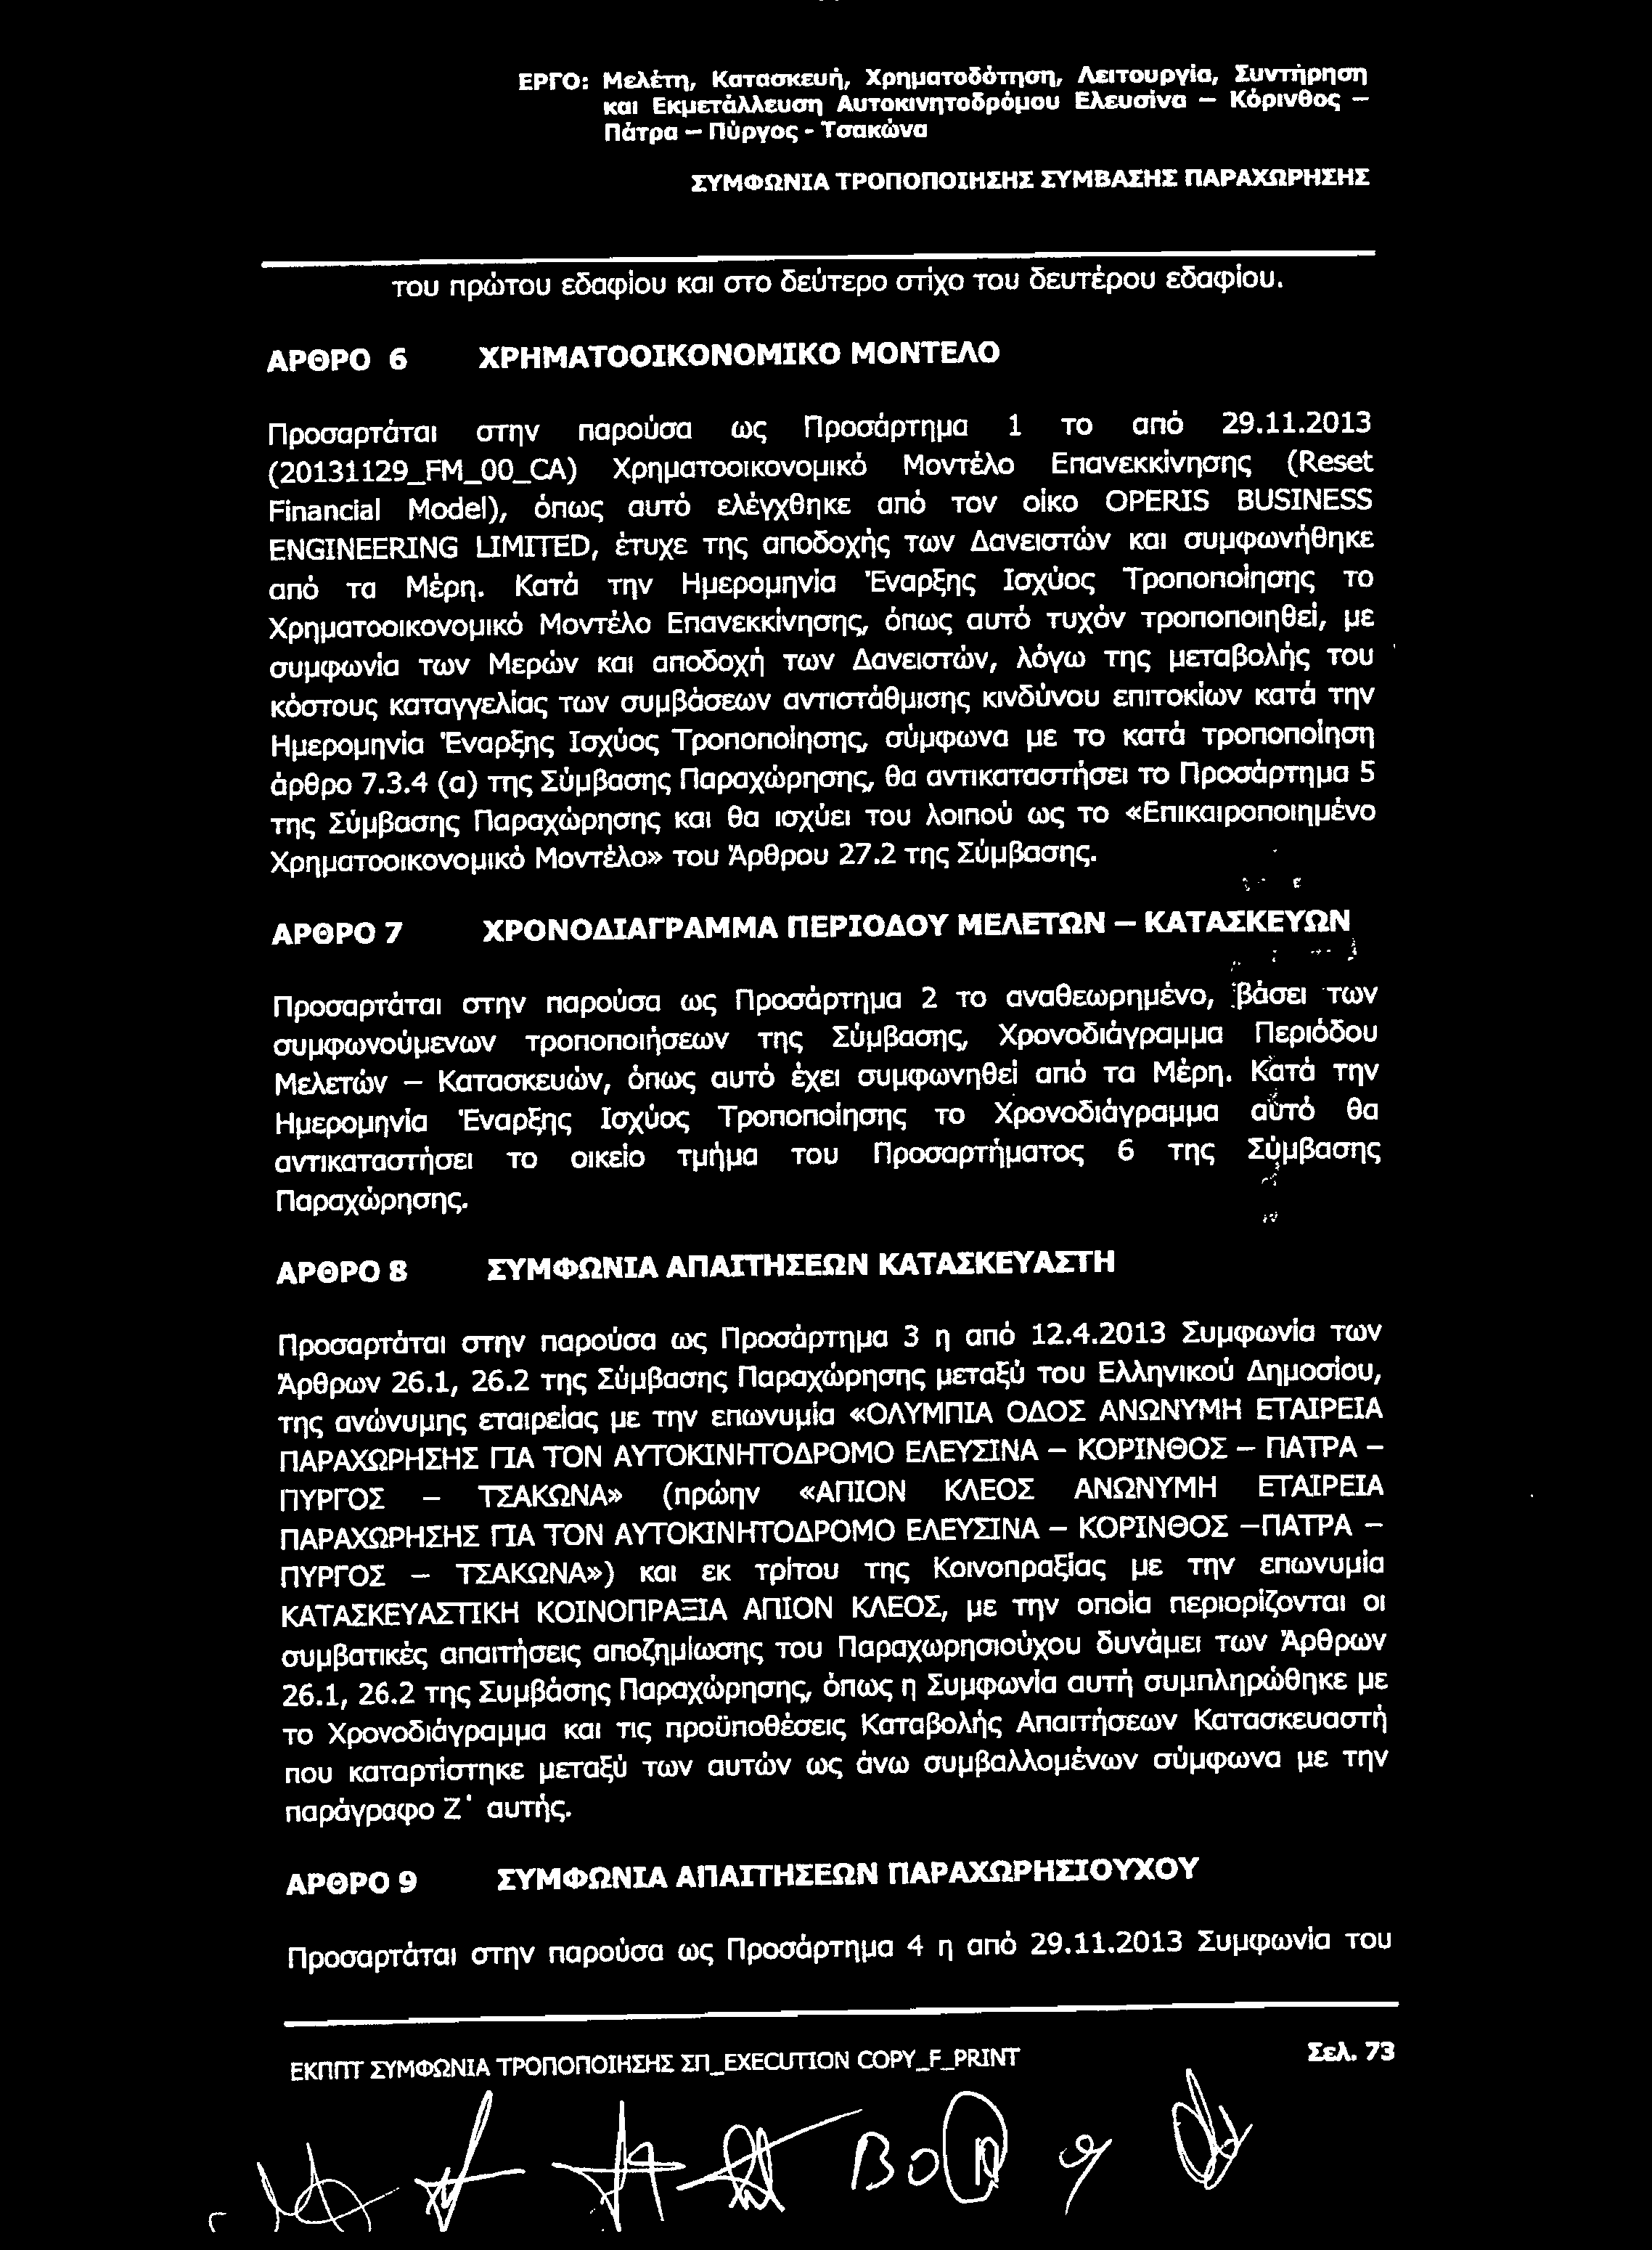 ΕΡΓΟ: Μελέτη, Κατασκευή, Χρηματοδότηση, Λειτουργία, Συντήρηση
και Εκμετάλλευση Αυτοκινητοδρόμου Ελευσίνα – Κόρινθος –
Πάτρα – Πύργος - Τσακώνα
ΣΥΜΦΩΝΙΑ ΤΡΟΠΟΠΟΙΗΣΗΣ ΣΥΜΒΑΣΗΣ ΠΑΡΑΧΩΡΗΣΗΣ
του πρώτου εδαφίου και στο δεύτερο στίχο του δευτέρου εδαφίου.
ΑΡΘΡΟ 6 ΧΡΗΜΑΤΟΟΙΚΟΝΟΜΙΚΟ ΜΟΝΤΕΛΟ
Προσαρτάται στην παρούσα ως Προσάρτημα 1 το από 29.11.2013
(20131129_FM_00_CA) Χρηματοοικονομικό Μοντέλο Επανεκκίνησης (Reset
Financial Model), όπως αυτό ελέγχθηκε από τον οίκο OPERIS BUSINESS
ENGINEERING LIMITED, έτυχε της αποδοχής των Δανειστών και συμφωνήθηκε
από τα Μέρη. Κατά την Ημερομηνία Έναρξης Ισχύος Τροποποίησης το
Χρηματοοικονομικό Μοντέλο Επανεκκίνησης, όπως αυτό τυχόν τροποποιηθεί, με
συμφωνία των Μερών και αποδοχή των Δανειστών, λόγω της μεταβολής του
κόστους καταγγελίας των συμβάσεων αντιστάθμισης κινδύνου επιτοκίων κατά την
Ημερομηνία Έναρξης Ισχύος Τροποποίησης, σύμφωνα με το κατά τροποποίηση
άρθρο 7.3.4 (α) της Σύμβασης Παραχώρησης, θα αντικαταστήσει το Προσάρτημα 5
της Σύμβασης Παραχώρησης και θα ισχύει του λοιπού ως το «Επικαιροποιημένο
Χρηματοοικονομικό Μοντέλο» του Άρθρου 27.2 της Σύμβασης.
ΑΡΘΡΟ 7 ΧΡΟΝΟΔΙΑΓΡΑΜΜΑ ΠΕΡΙΟΔΟΥ ΜΕΛΕΤΩΝ – ΚΑΤΑΣΚΕΥΩΝ
Προσαρτάται στην παρούσα ως Προσάρτημα 2 το αναθεωρημένο, βάσει των
συμφωνούμενων τροποποιήσεων της Σύμβασης, Χρονοδιάγραμμα Περιόδου
Μελετών – Κατασκευών, όπως αυτό έχει συμφωνηθεί από τα Μέρη. Κατά την
Ημερομηνία Έναρξης Ισχύος Τροποποίησης το Χρονοδιάγραμμα αυτό θα
αντικαταστήσει το οικείο τμήμα του Προσαρτήματος 6 της Σύμβασης
Παραχώρησης.
ΑΡΘΡΟ 8 ΣΥΜΦΩΝΙΑ ΑΠΑΙΤΗΣΕΩΝ ΚΑΤΑΣΚΕΥΑΣΤΗ
Προσαρτάται στην παρούσα ως Προσάρτημα 3 η από 12.4.2013 Συμφωνία των
Άρθρων 26.1, 26.2 της Σύμβασης Παραχώρησης μεταξύ του Ελληνικού Δημοσίου,
της ανώνυμης εταιρείας με την επωνυμία «ΟΛΥΜΠΙΑ ΟΔΟΣ ΑΝΩΝΥΜΗ ΕΤΑΙΡΕΙΑ
ΠΑΡΑΧΩΡΗΣΗΣ ΓΙΑ ΤΟΝ ΑΥΤΟΚΙΝΗΤΟΔΡΟΜΟ ΕΛΕΥΣΙΝΑ – ΚΟΡΙΝΘΟΣ – ΠΑΤΡΑ –
ΠΥΡΓΟΣ – ΤΣΑΚΩΝΑ» (πρώην «ΑΠΙΟΝ ΚΛΕΟΣ ΑΝΩΝΥΜΗ ΕΤΑΙΡΕΙΑ
ΠΑΡΑΧΩΡΗΣΗΣ ΓΙΑ ΤΟΝ ΑΥΤΟΚΙΝΗΤΟΔΡΟΜΟ ΕΛΕΥΣΙΝΑ – ΚΟΡΙΝΘΟΣ –ΠΑΤΡΑ –
ΠΥΡΓΟΣ – ΤΣΑΚΩΝΑ») και εκ τρίτου της Κοινοπραξίας με την επωνυμία
ΚΑΤΑΣΚΕΥΑΣΤΙΚΗ ΚΟΙΝΟΠΡΑΞΙΑ ΑΠΙΟΝ ΚΛΕΟΣ, με την οποία περιορίζονται οι
συμβατικές απαιτήσεις αποζημίωσης του Παραχωρησιούχου δυνάμει των Άρθρων
26.1, 26.2 της Συμβάσης Παραχώρησης, όπως η Συμφωνία αυτή συμπληρώθηκε με
το Χρονοδιάγραμμα και τις προϋποθέσεις Καταβολής Απαιτήσεων Κατασκευαστή
που καταρτίστηκε μεταξύ των αυτών ως άνω συμβαλλομένων σύμφωνα με την
παράγραφο Ζ' αυτής.
ΑΡΘΡΟ 9 ΣΥΜΦΩΝΙΑ ΑΠΑΙΤΗΣΕΩΝ ΠΑΡΑΧΩΡΗΣΙΟΥΧΟΥ
Προσαρτάται στην παρούσα ως Προσάρτημα 4 η από 29.11.2013 Συμφωνία του
ΕΚΠΠΤ ΣΥΜΦΩΝΙΑ ΤΡΟΠΟΠΟΙΗΣΗΣ ΣΠ_EXECUTION COPY_F_PRINT Σελ. 73